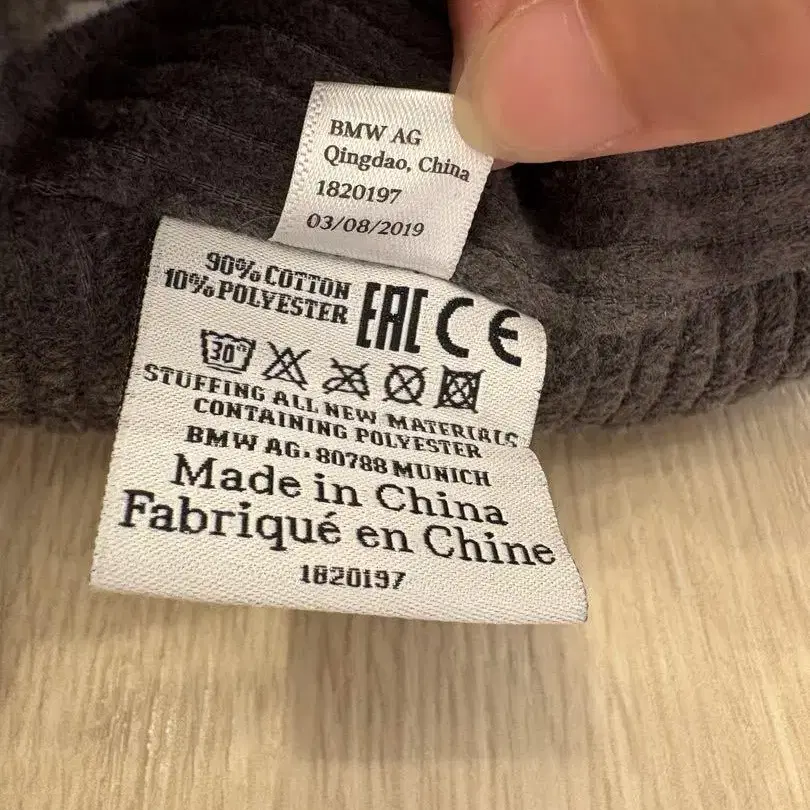 BMW AG
Qingdao, China
1820197
03/08/2019
90% COTTON
10% POLYESTER
EAC CE
30°
STUFFING ALL NEW MATERIALS
CONTAINING POLYESTER
BMW AG. 80788 MUNICH
Made in China
Fabriqué en Chine
1820197